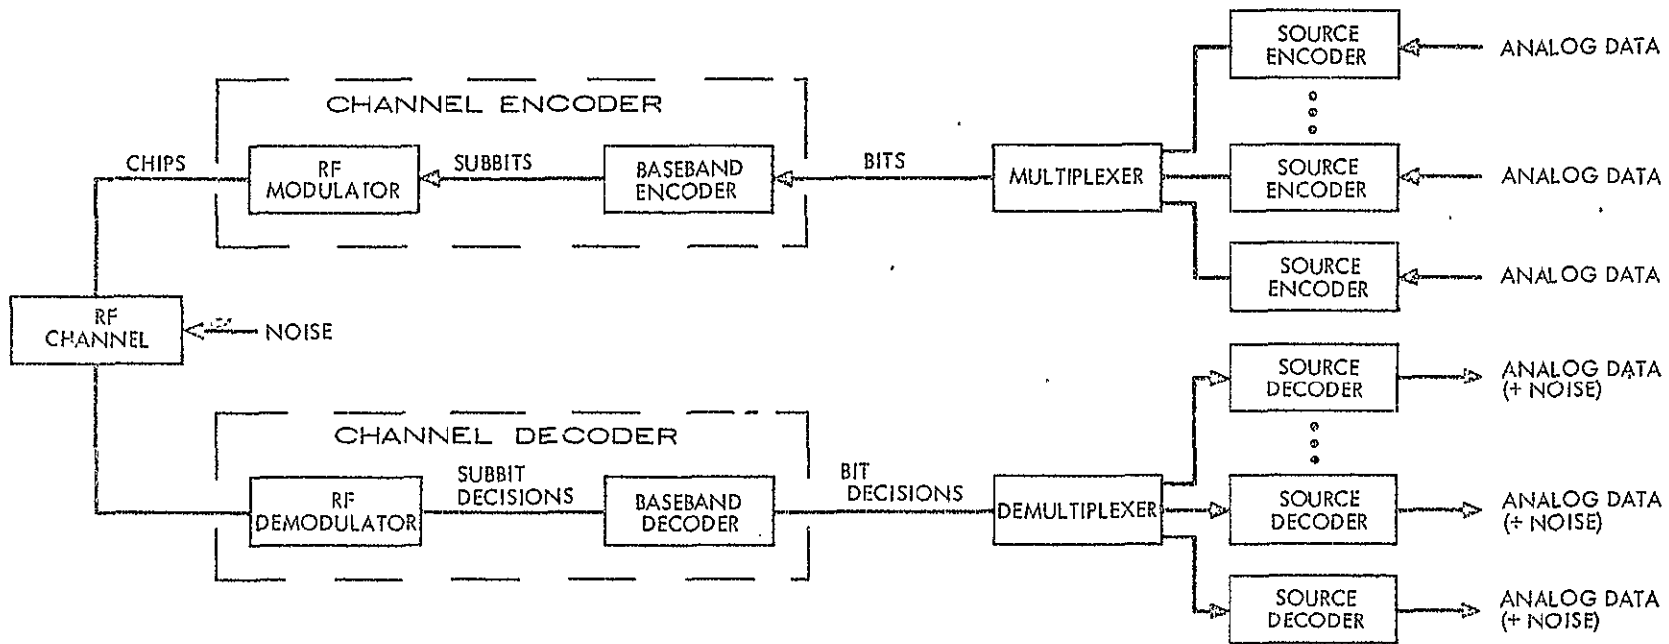 SOURCE
ENCODER
ANALOG DATA
CHANNEL ENCODER
CHIPS
RF
MODULATOR
SUBBITS
BASEBAND
ENCODER
BITS
MULTIPLEXER
SOURCE
ENCODER
ANALOG DATA
SOURCE
ENCODER
ANALOG DATA
RF
CHANNEL
NOISE
SOURCE
DECODER
ANALOG DATA
(+ NOISE)
CHANNEL DECODER
RF
DEMODULATOR
SUBBIT
DECISIONS
BASEBAND
DECODER
BIT
DECISIONS
DEMULTIPLEXER
SOURCE
DECODER
ANALOG DATA
(+ NOISE)
SOURCE
DECODER
ANALOG DATA
(+ NOISE)